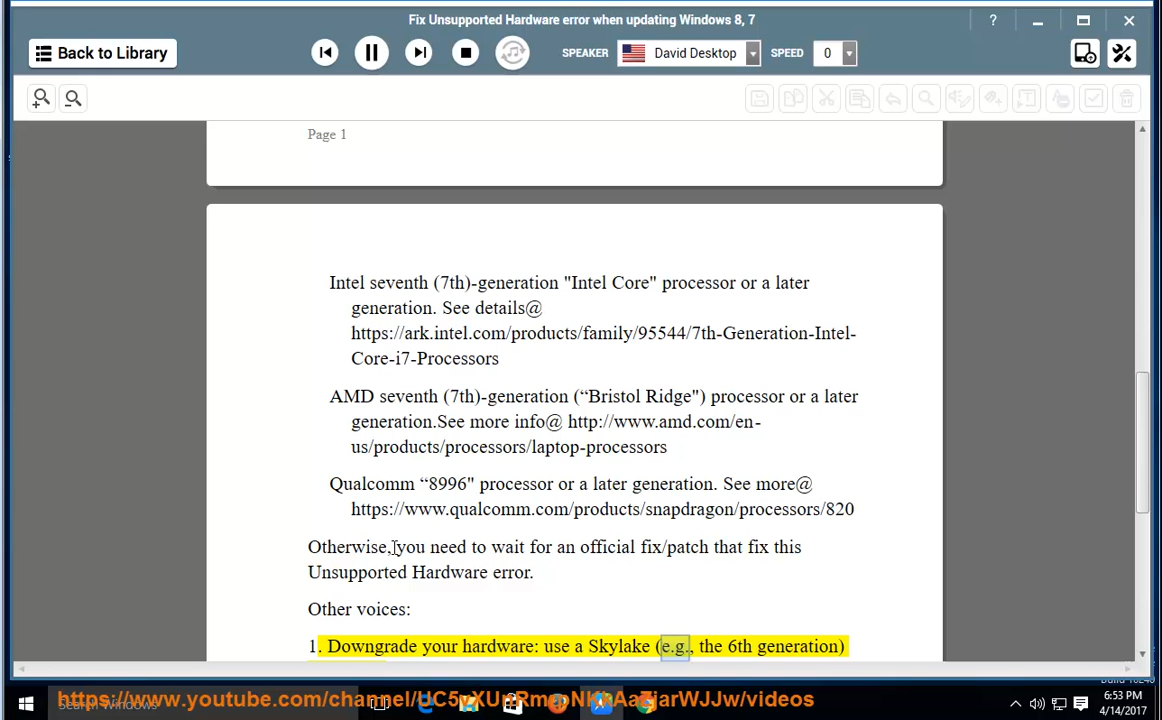 Fix Unsupported Hardware error when updating Windows 8, 7
?
Back to Library
SPEAKER
David Desktop
SPEED
0
Page 1
Intel seventh (7th)-generation "Intel Core" processor or a later
generation. See details@
https://ark.intel.com/products/family/95544/7th-Generation-Intel-
Core-i7-Processors
AMD seventh (7th)-generation (“Bristol Ridge") processor or a later
generation.See more info@ http://www.amd.com/en-
us/products/processors/laptop-processors
Qualcomm “8996" processor or a later generation. See more@
https://www.qualcomm.com/products/snapdragon/processors/820
Otherwise, you need to wait for an official fix/patch that fix this
Unsupported Hardware error.
Other voices:
1. Downgrade your hardware: use a Skylake (e.g., the 6th generation)
Search Windows
6:53 PM
4/14/2017